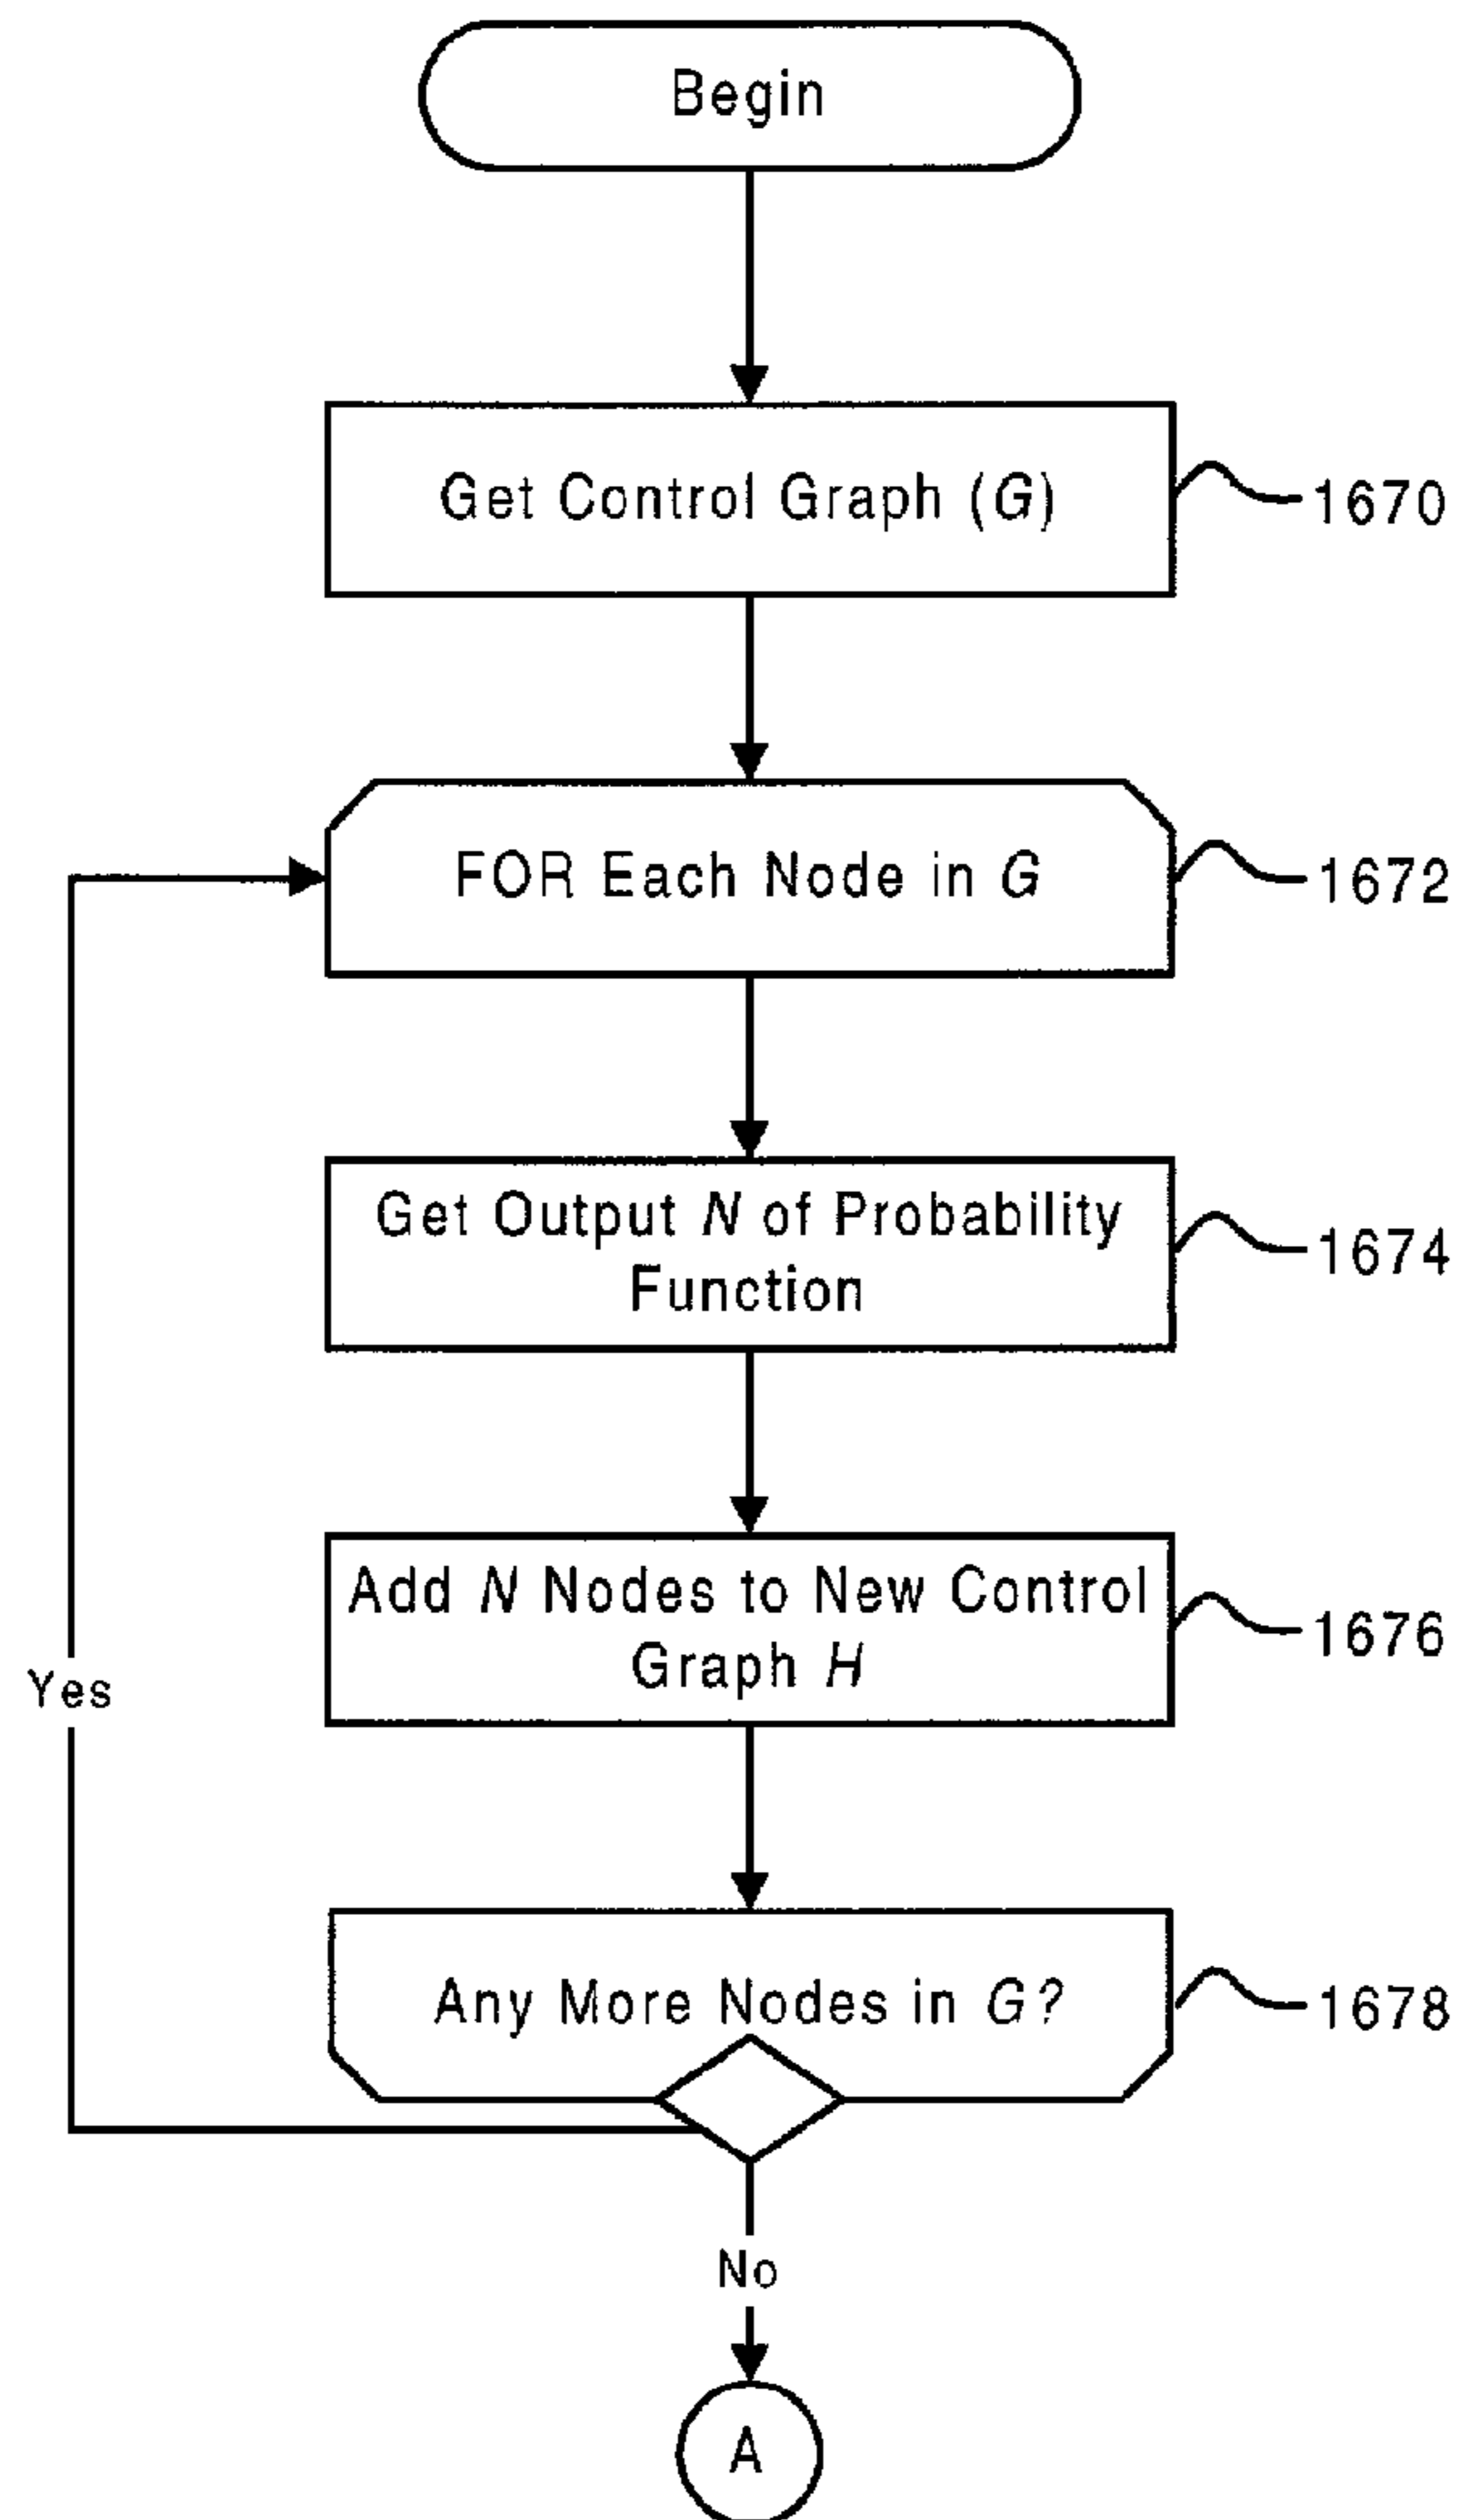 Begin
Get Control Graph (G)
1670
FOR Each Node in G
1672
Get Output N of Probability
Function
1674
Add N Nodes to New Control
Graph H
1676
Yes
Any More Nodes in G?
1678
No
A